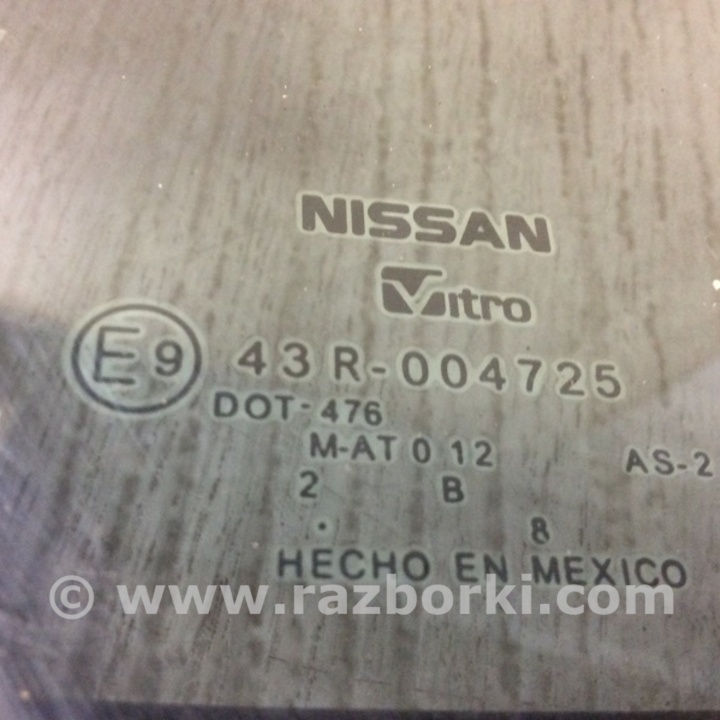 NISSAN
Vitro
E9 43R-004725
DOT-476
M-AT 0 12 AS-2
2 B
. 8
HECHO EN MEXICO
© www.razborki.com